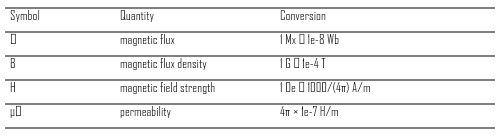 Symbol Quantity Conversion
□ magnetic flux 1 Mx □ 1e-8 Wb
B magnetic flux density 1 G □ 1e-4 T
H magnetic field strength 1 Oe □ 1□□□/(4π) A/m
µ□ permeability 4π × 1e-7 H/m